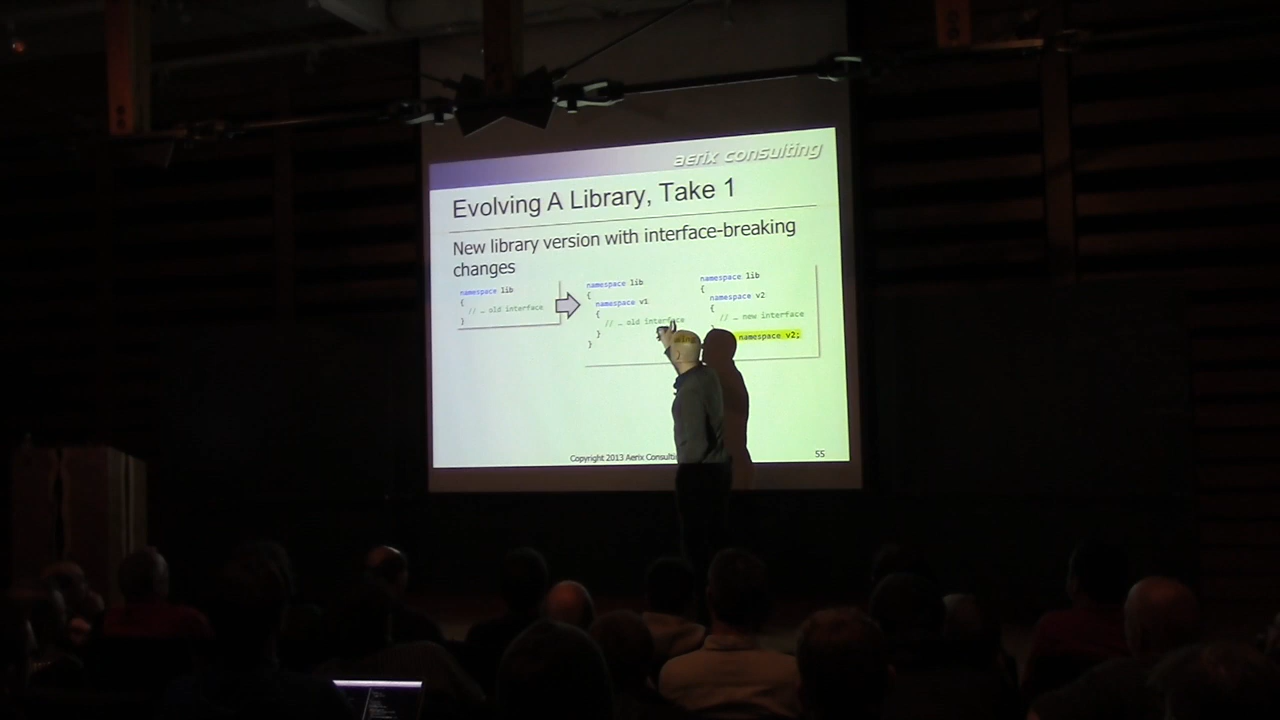 aerix consulting
Evolving A Library, Take 1
New library version with interface-breaking
changes
namespace lib
{
// … old interface
}
namespace lib
{
namespace v1
{
// … old interface
}
}
namespace lib
{
namespace v2
{
// … new interface
}
using namespace v2;
Copyright 2013 Aerix
55